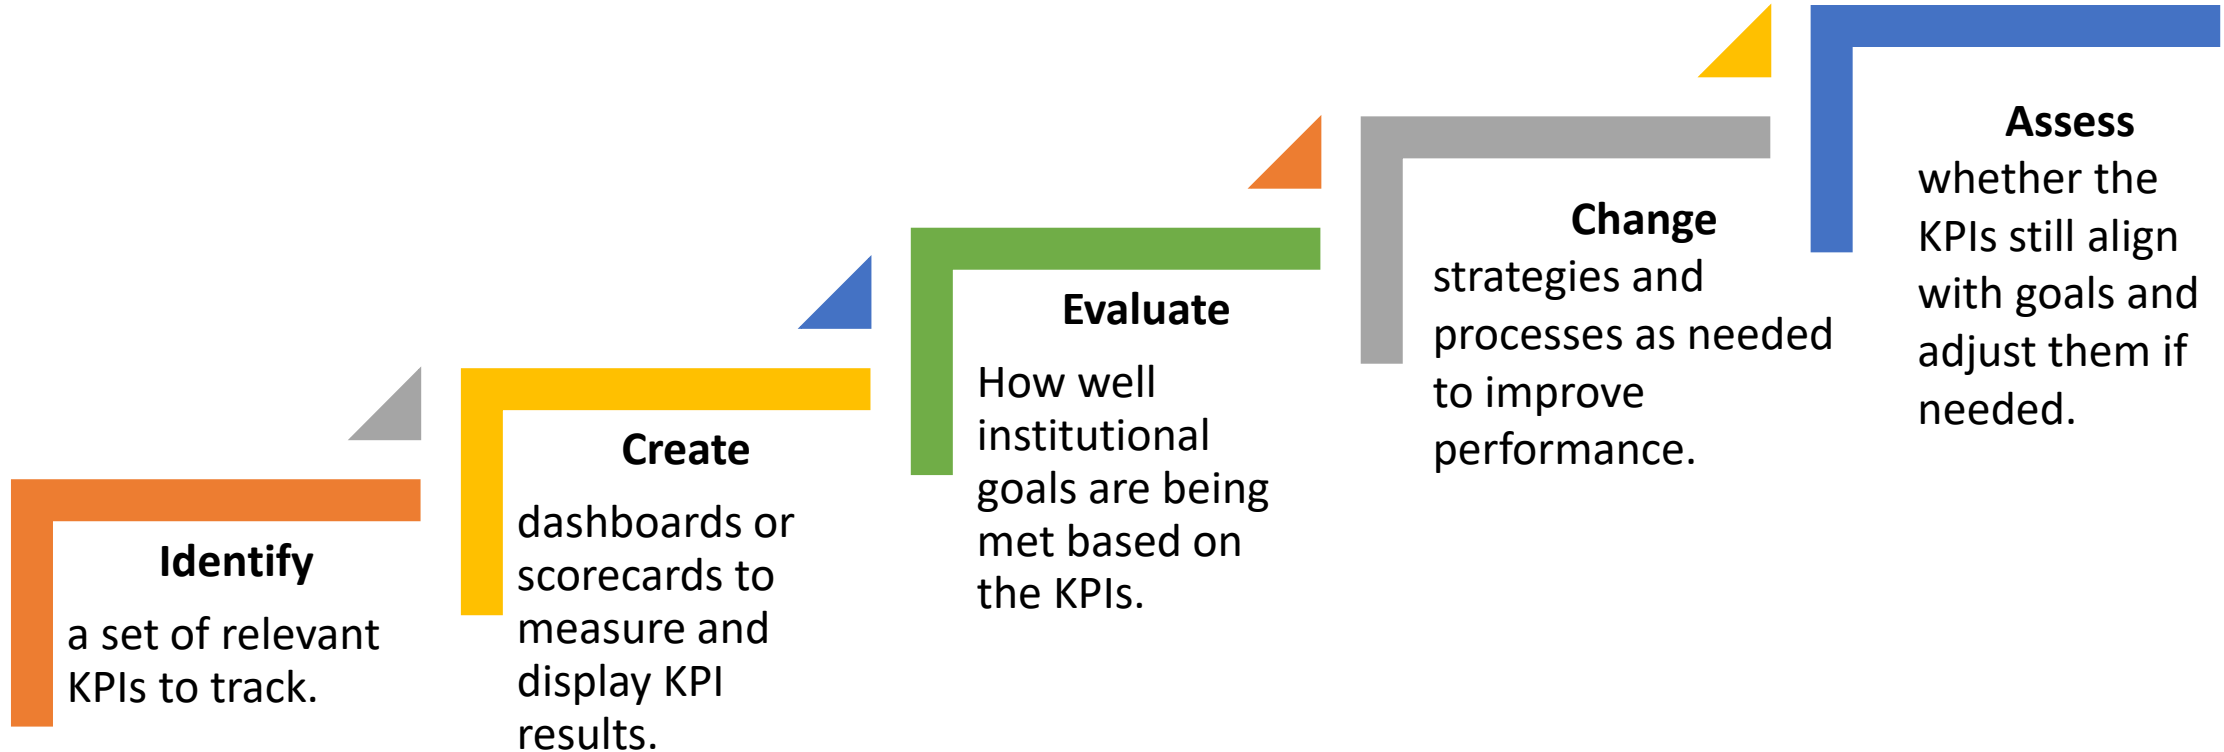 Identify
a set of relevant
KPIs to track.
Create
dashboards or
scorecards to
measure and
display KPI
results.
Evaluate
How well
institutional
goals are being
met based on
the KPIs.
Change
strategies and
processes as needed
to improve
performance.
Assess
whether the
KPIs still align
with goals and
adjust them if
needed.